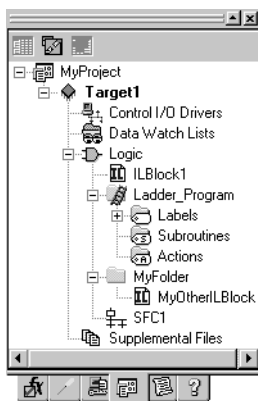 MyProject
Target1
Control I/O Drivers
Data Watch Lists
Logic
ILBlock1
Ladder_Program
Labels
Subroutines
Actions
MyFolder
MyOtherILBlock
SFC1
Supplemental Files